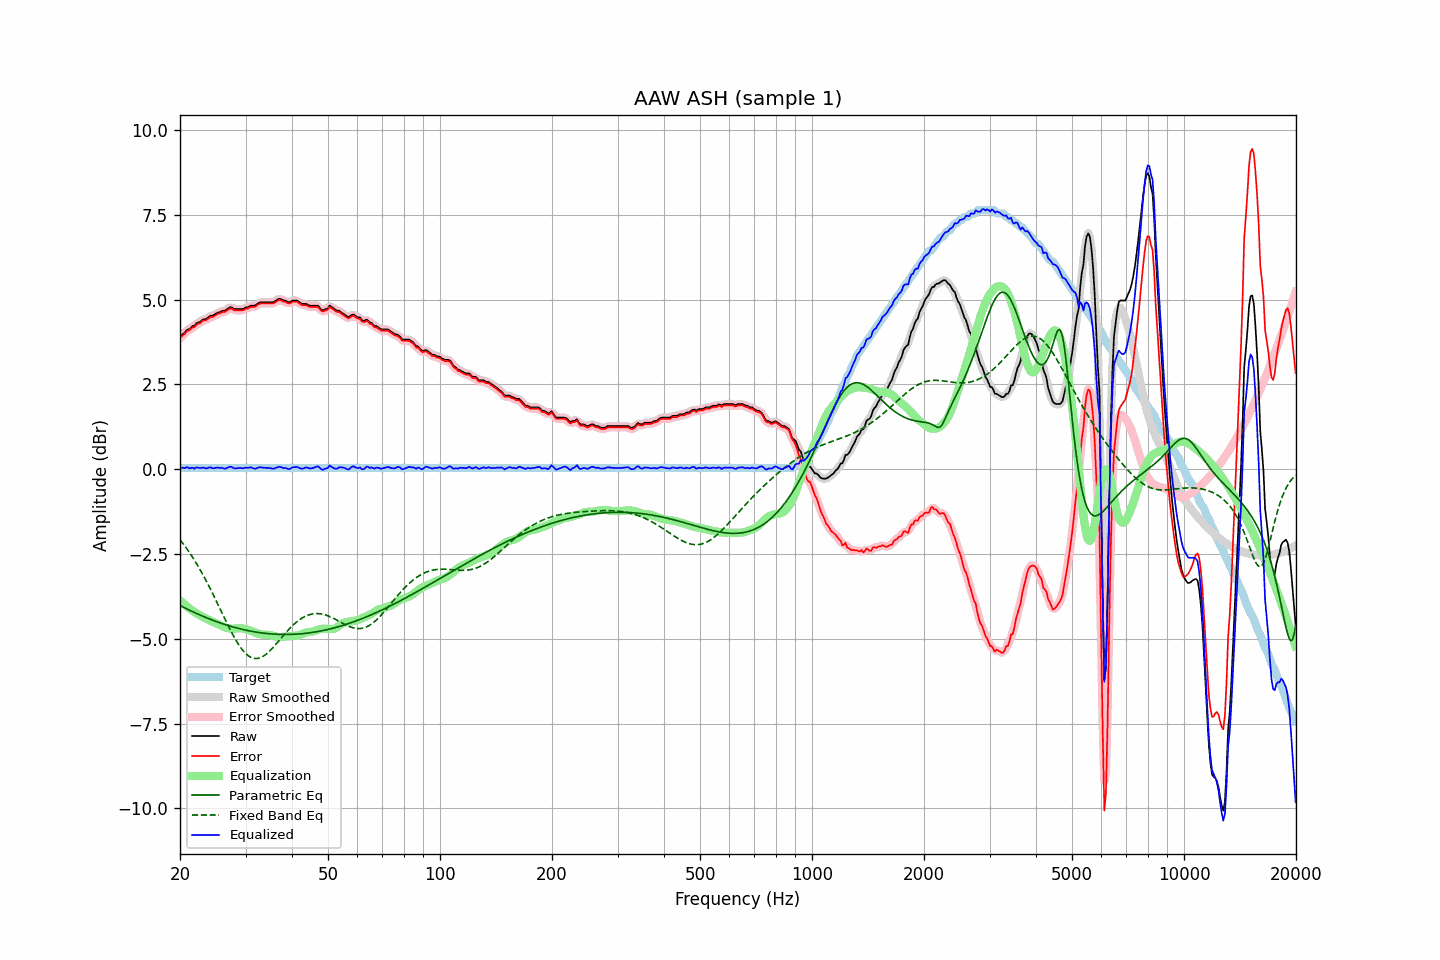 AAW ASH (sample 1)
Amplitude (dBr)
10.0
7.5
5.0
2.5
0.0
−2.5
−5.0
−7.5
−10.0
Target
Raw Smoothed
Error Smoothed
Raw
Error
Equalization
Parametric Eq
Fixed Band Eq
Equalized
20 50 100 200 500 1000 2000 5000 10000 20000
Frequency (Hz)